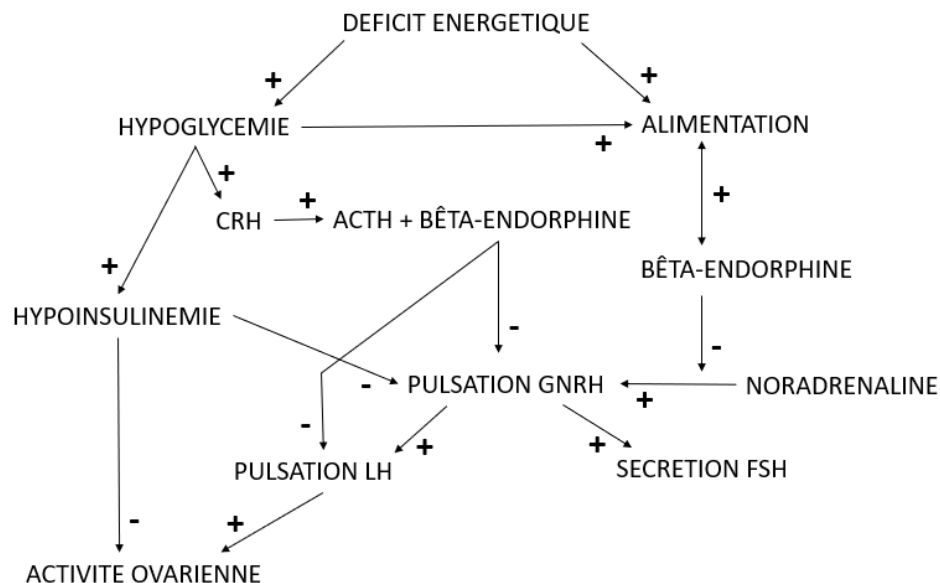 DEFICIT ENERGETIQUE
+ +
HYPOGLYCEMIE ALIMENTATION
+
+ + +
CRH ACTH + BÊTA-ENDORPHINE
+ BÊTA-ENDORPHINE
HYPOINSULINEMIE
- -
- PULSATION GNRH NORADRENALINE
+
- + +
PULSATION LH SECRETION FSH
- +
ACTIVITE OVARIENNE